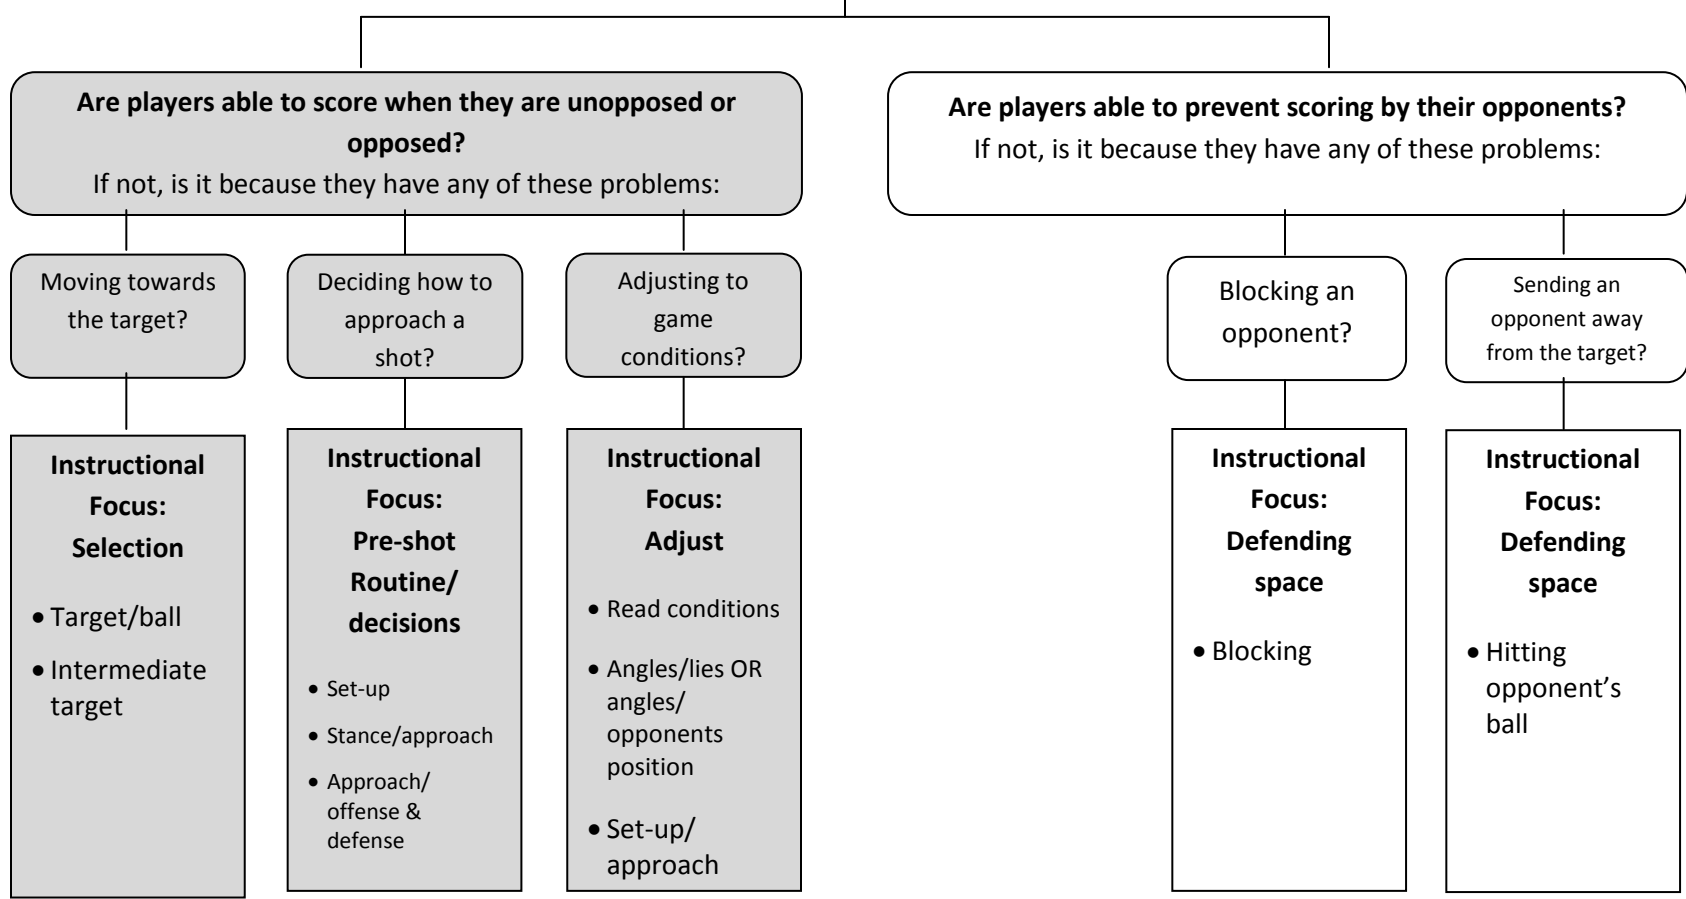 Are players able to score when they are unopposed or
opposed?
If not, is it because they have any of these problems:
Are players able to prevent scoring by their opponents?
If not, is it because they have any of these problems:
Moving towards
the target?
Deciding how to
approach a
shot?
Adjusting to
game
conditions?
Blocking an
opponent?
Sending an
opponent away
from the target?
Instructional
Focus:
Selection
• Target/ball
• Intermediate
target
Instructional
Focus:
Pre-shot
Routine/
decisions
• Set-up
• Stance/approach
• Approach/
offense &
defense
Instructional
Focus:
Adjust
• Read conditions
• Angles/lies OR
angles/
opponents
position
• Set-up/
approach
Instructional
Focus:
Defending
space
• Blocking
Instructional
Focus:
Defending
space
• Hitting
opponent’s
ball